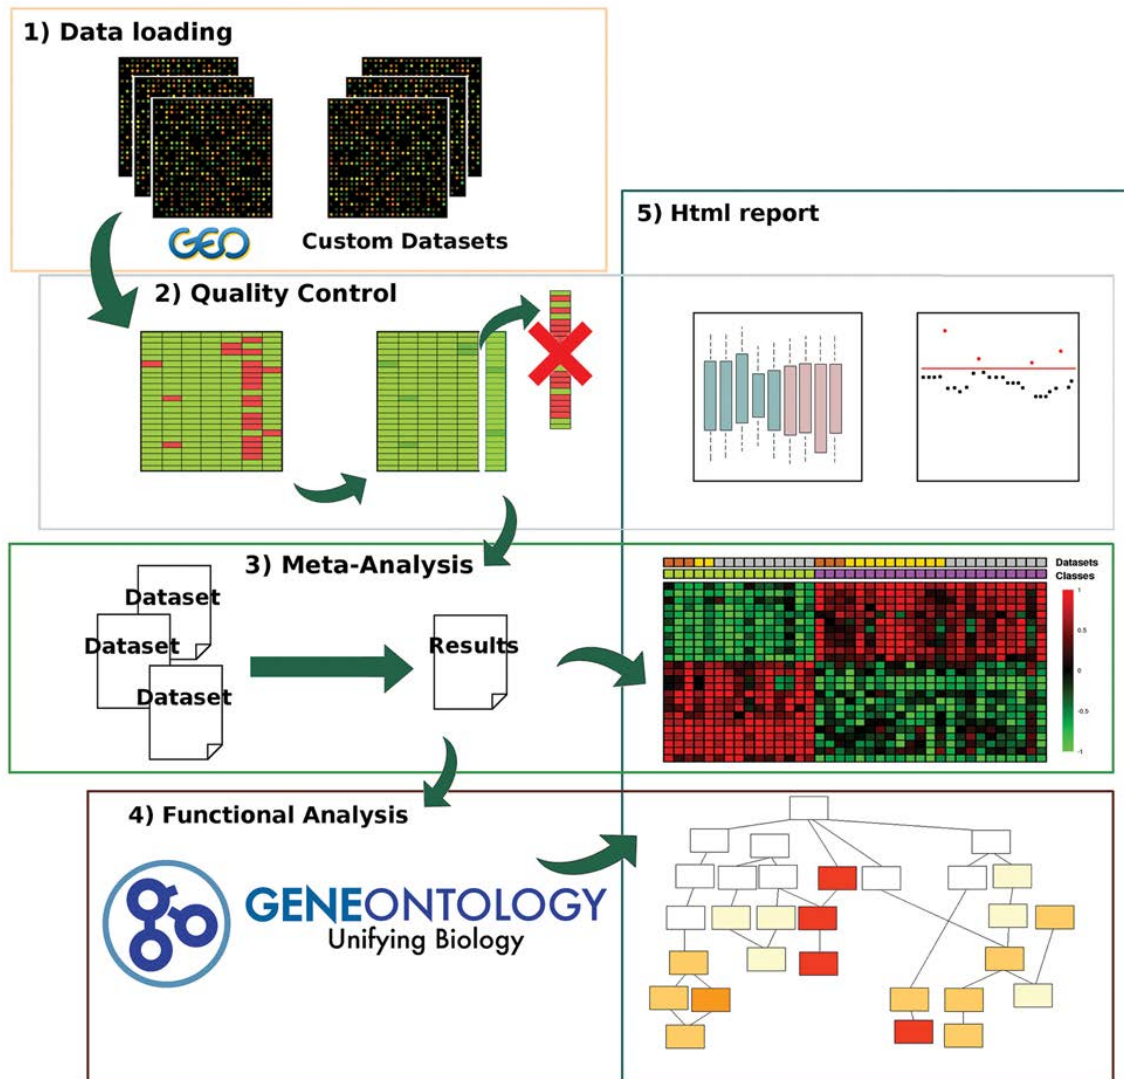 1) Data loading
GEO
Custom Datasets
5) Html report
2) Quality Control
3) Meta-Analysis
Dataset
Dataset
Dataset
Results
Datasets
Classes
1
0.5
0
-0.5
-1
4) Functional Analysis
go
GENEONTOLOGY
Unifying Biology